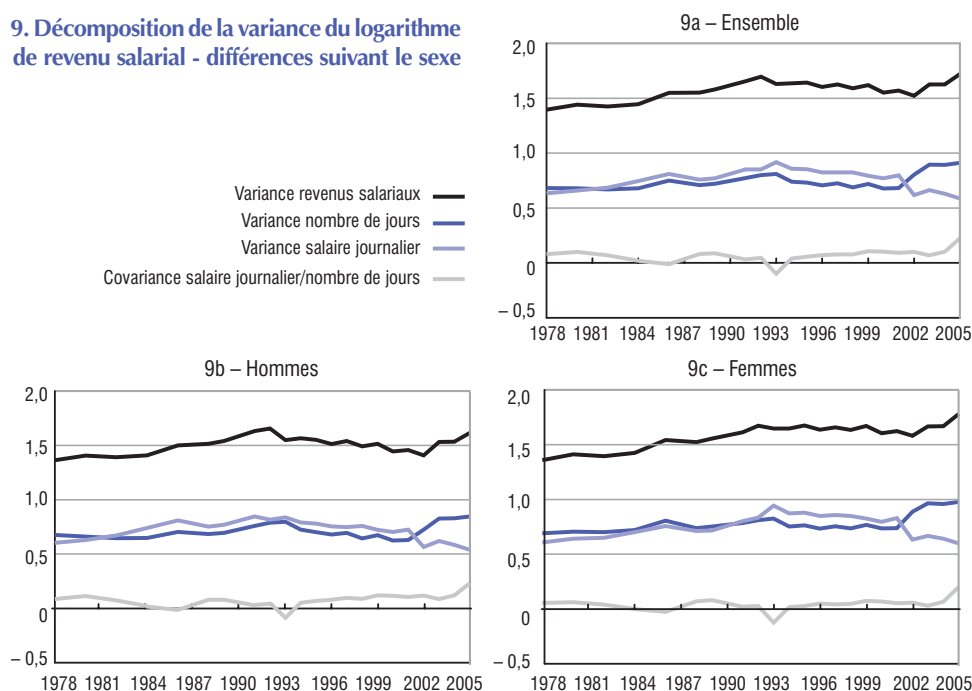 9. Décomposition de la variance du logarithme
de revenu salarial - différences suivant le sexe
Variance revenus salariaux
Variance nombre de jours
Variance salaire journalier
Covariance salaire journalier/nombre de jours
9a – Ensemble
2,0
1,5
1,0
0,5
0
– 0,5
1978 1981 1984 1987 1990 1993 1996 1999 2002 2005
9b – Hommes
2,0
1,5
1,0
0,5
0
– 0,5
1978 1981 1984 1987 1990 1993 1996 1999 2002 2005
9c – Femmes
2,0
1,5
1,0
0,5
0
– 0,5
1978 1981 1984 1987 1990 1993 1996 1999 2002 2005